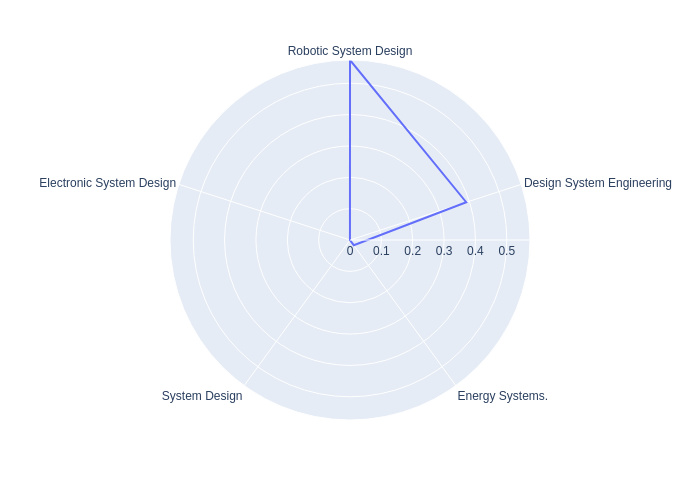 Robotic System Design
Electronic System Design
Design System Engineering
0
0.1
0.2
0.3
0.4
0.5
System Design
Energy Systems.